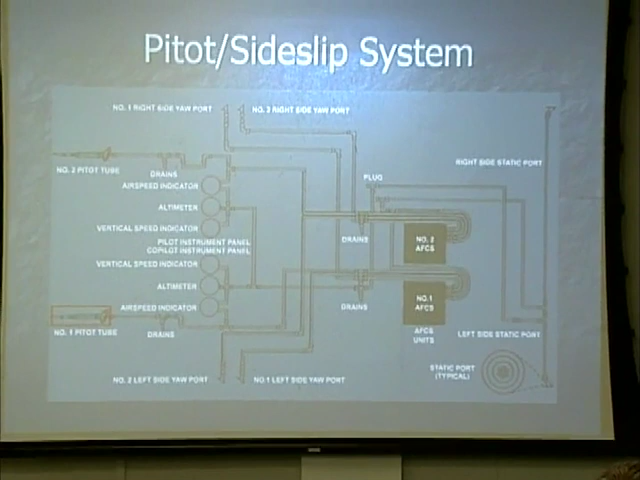 Pitot/Sideslip System
NO. 1 RIGHT SIDE YAW PORT
NO. 2 RIGHT SIDE YAW PORT
NO. 2 PITOT TUBE
DRAINS
PLUG
RIGHT SIDE STATIC PORT
AIRSPEED INDICATOR
ALTIMETER
VERTICAL SPEED INDICATOR
PILOT INSTRUMENT PANEL
COPILOT INSTRUMENT PANEL
VERTICAL SPEED INDICATOR
ALTIMETER
AIRSPEED INDICATOR
DRAINS
NO. 2
AFCS
NO.1
AFCS
DRAINS
AFCS
UNITS
LEFT SIDE STATIC PORT
NO. 1 PITOT TUBE
DRAINS
STATIC PORT
(TYPICAL)
NO. 2 LEFT SIDE YAW PORT
NO.1 LEFT SIDE YAW PORT